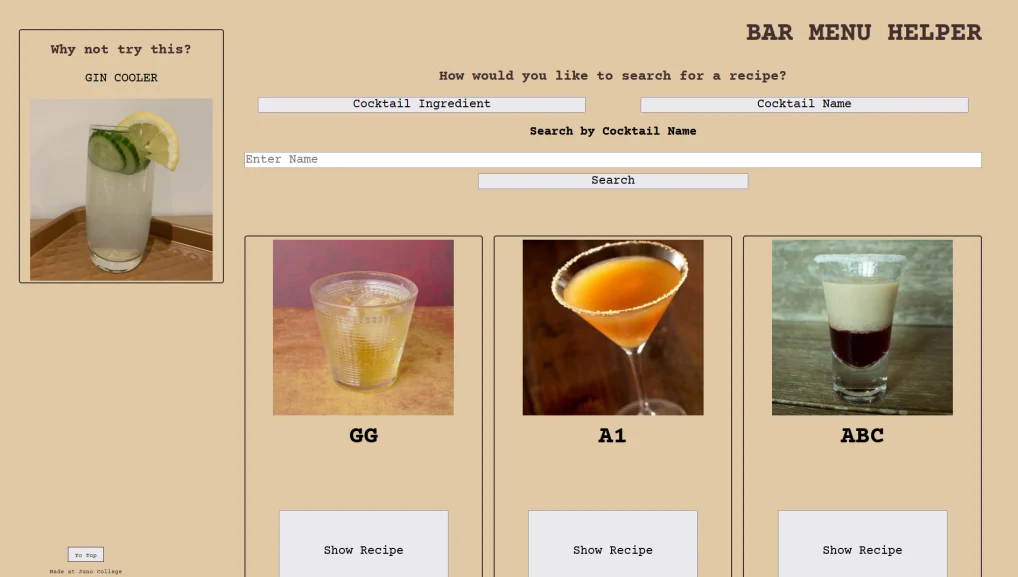 Why not try this?
GIN COOLER
BAR MENU HELPER
How would you like to search for a recipe?
Cocktail Ingredient
Cocktail Name
Search by Cocktail Name
Enter Name
Search
GG
A1
ABC
Show Recipe
Show Recipe
Show Recipe
To Top
Made at Juno College